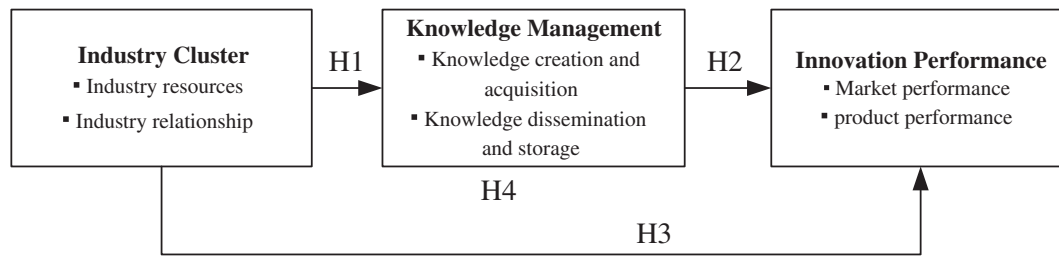 Industry Cluster
▪ Industry resources
▪ Industry relationship
H1
Knowledge Management
▪ Knowledge creation and
acquisition
▪ Knowledge dissemination
and storage
H2
Innovation Performance
▪ Market performance
▪ product performance
H4
H3